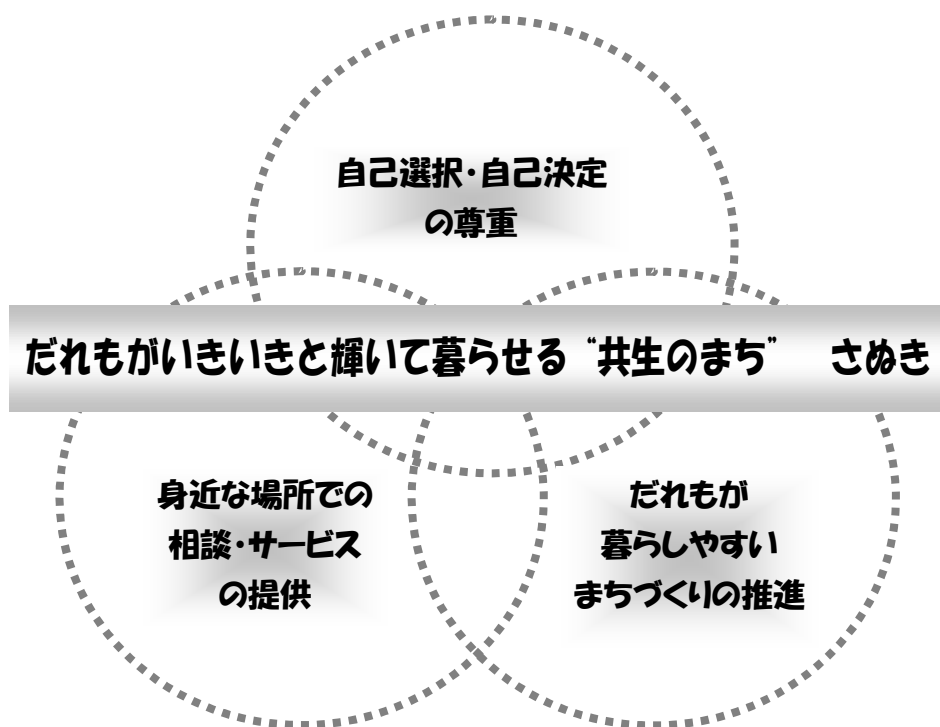 自己選択・自己決定
の尊重
だれもがいきいきと輝いて暮らせる“共生のまち” さぬき
身近な場所での
相談・サービス
の提供
だれもが
暮らしやすい
まちづくりの推進